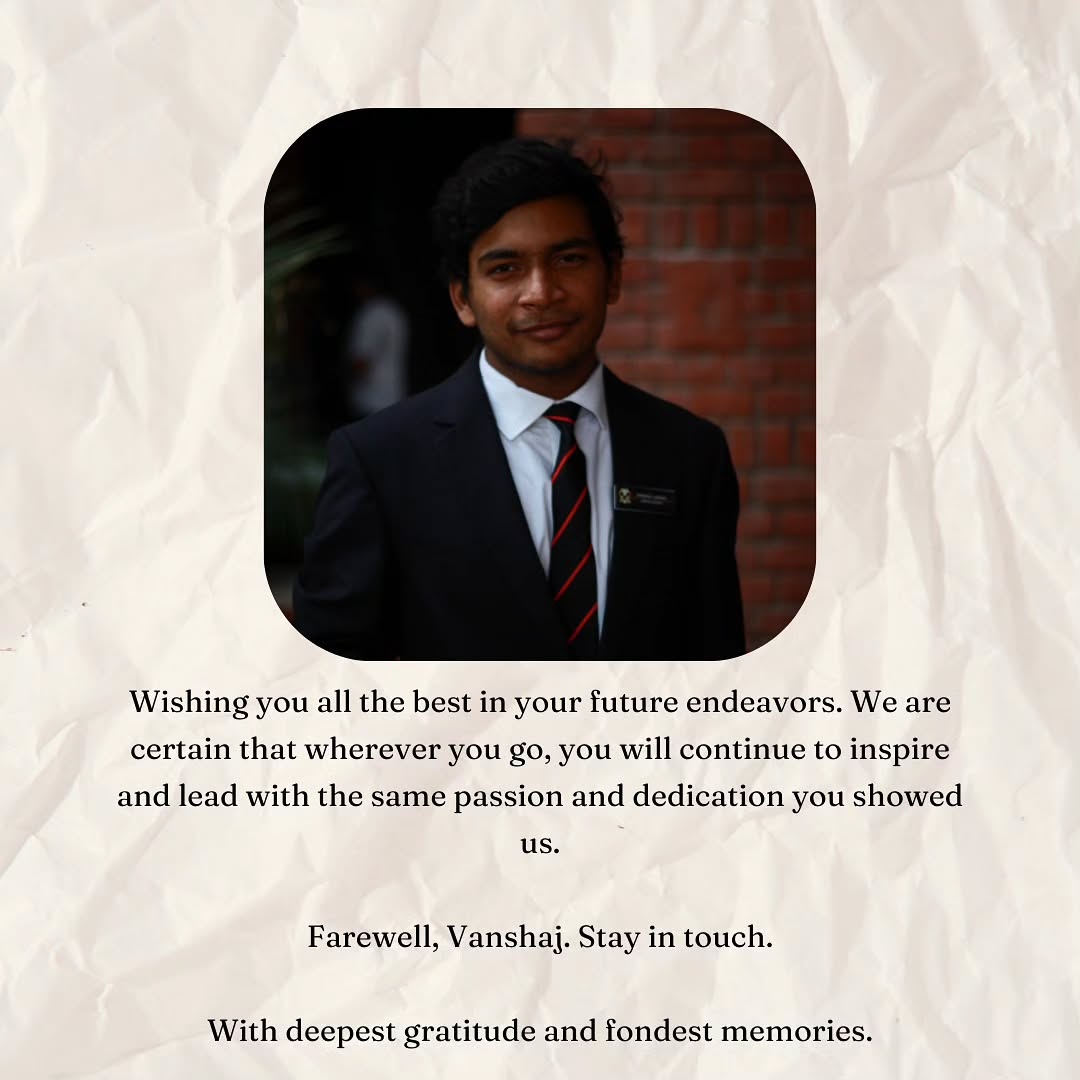 Wishing you all the best in your future endeavors. We are
certain that wherever you go, you will continue to inspire
and lead with the same passion and dedication you showed
us.
Farewell, Vanshaj. Stay in touch.
With deepest gratitude and fondest memories.